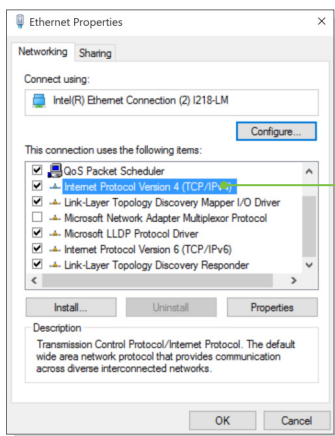 Ethernet Properties
Networking
Sharing
Connect using:
Intel(R) Ethernet Connection (2) I218-LM
Configure...
This connection uses the following items:
QoS Packet Scheduler
Internet Protocol Version 4 (TCP/IPv4)
Link-Layer Topology Discovery Mapper I/O Driver
Microsoft Network Adapter Multiplexor Protocol
Microsoft LLDP Protocol Driver
Internet Protocol Version 6 (TCP/IPv6)
Link-Layer Topology Discovery Responder
Install...
Uninstall
Properties
Description
Transmission Control Protocol/Internet Protocol. The default
wide area network protocol that provides communication
across diverse interconnected networks.
OK
Cancel